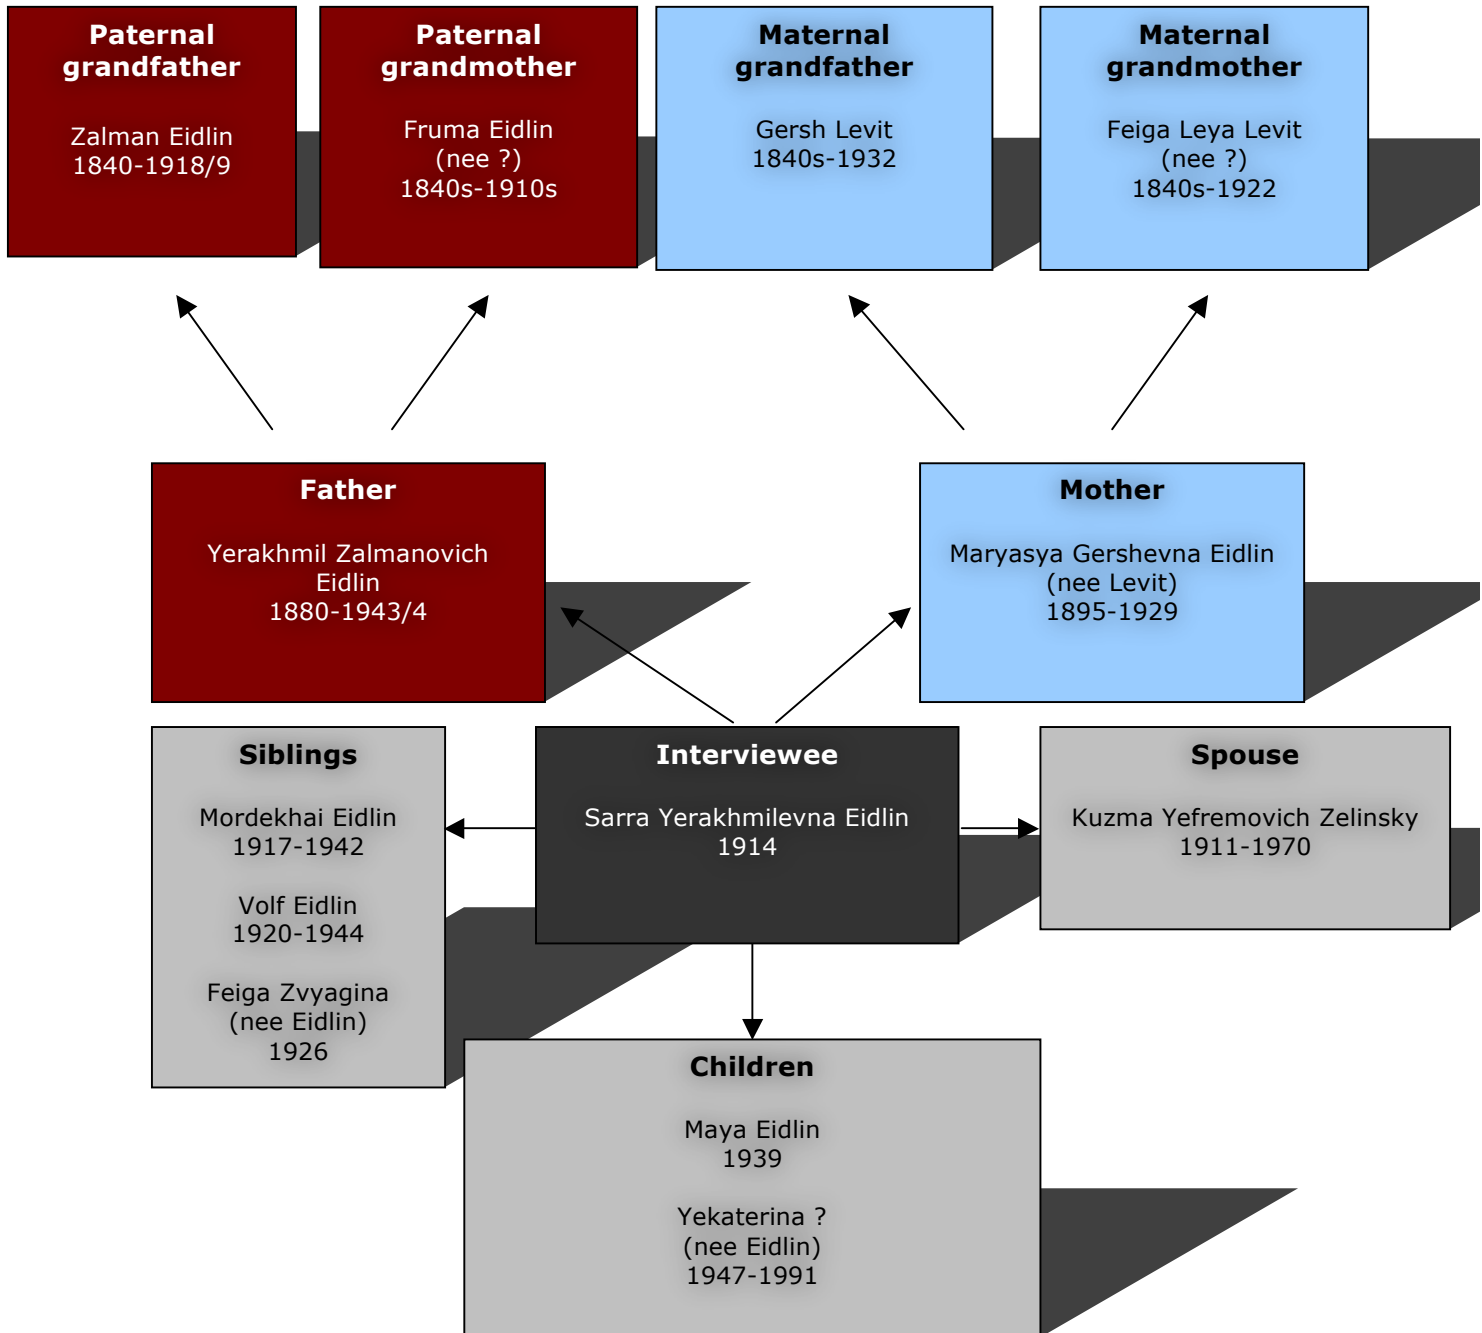 Paternal
grandfather
Zalman Eidlin
1840-1918/9
Paternal
grandmother
Fruma Eidlin
(nee ?)
1840s-1910s
Maternal
grandfather
Gersh Levit
1840s-1932
Maternal
grandmother
Feiga Leya Levit
(nee ?)
1840s-1922
Father
Yerakhmil Zalmanovich
Eidlin
1880-1943/4
Mother
Maryasya Gershevna Eidlin
(nee Levit)
1895-1929
Siblings
Mordekhai Eidlin
1917-1942
Volf Eidlin
1920-1944
Feiga Zvyagina
(nee Eidlin)
1926
Interviewee
Sarra Yerakhmilevna Eidlin
1914
Spouse
Kuzma Yefremovich Zelinsky
1911-1970
Children
Maya Eidlin
1939
Yekaterina ?
(nee Eidlin)
1947-1991